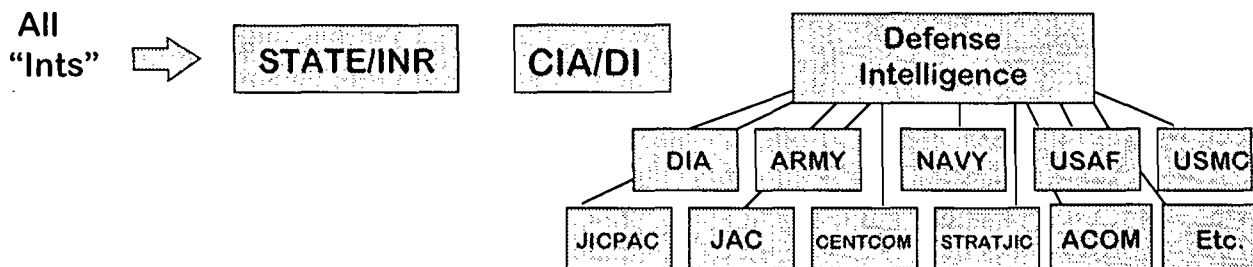 All
"Ints"
STATE/INR
CIA/DI
Defense
Intelligence
DIA
ARMY
NAVY
USAF
USMC
JICPAC
JAC
CENTCOM
STRATJIC
ACOM
Etc.